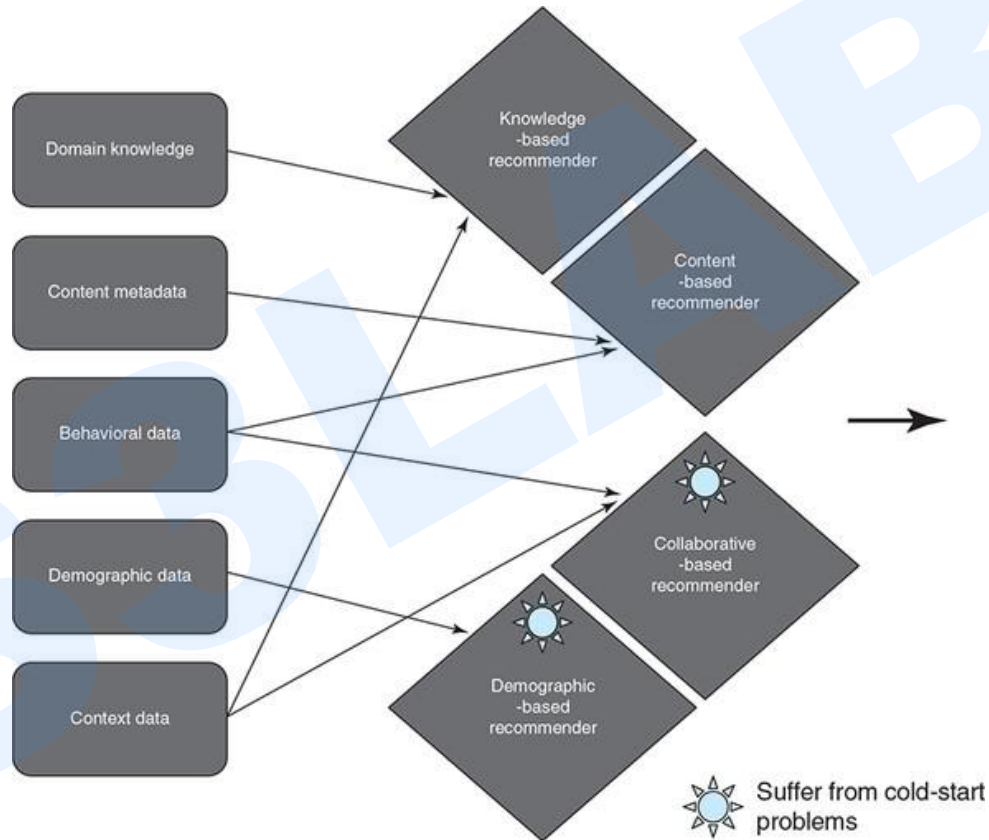 Domain knowledge
Content metadata
Behavioral data
Demographic data
Context data
Knowledge
-based
recommender
Content
-based
recommender
Collaborative
-based
recommender
Demographic
-based
recommender
Suffer from cold-start
problems
S3LAB